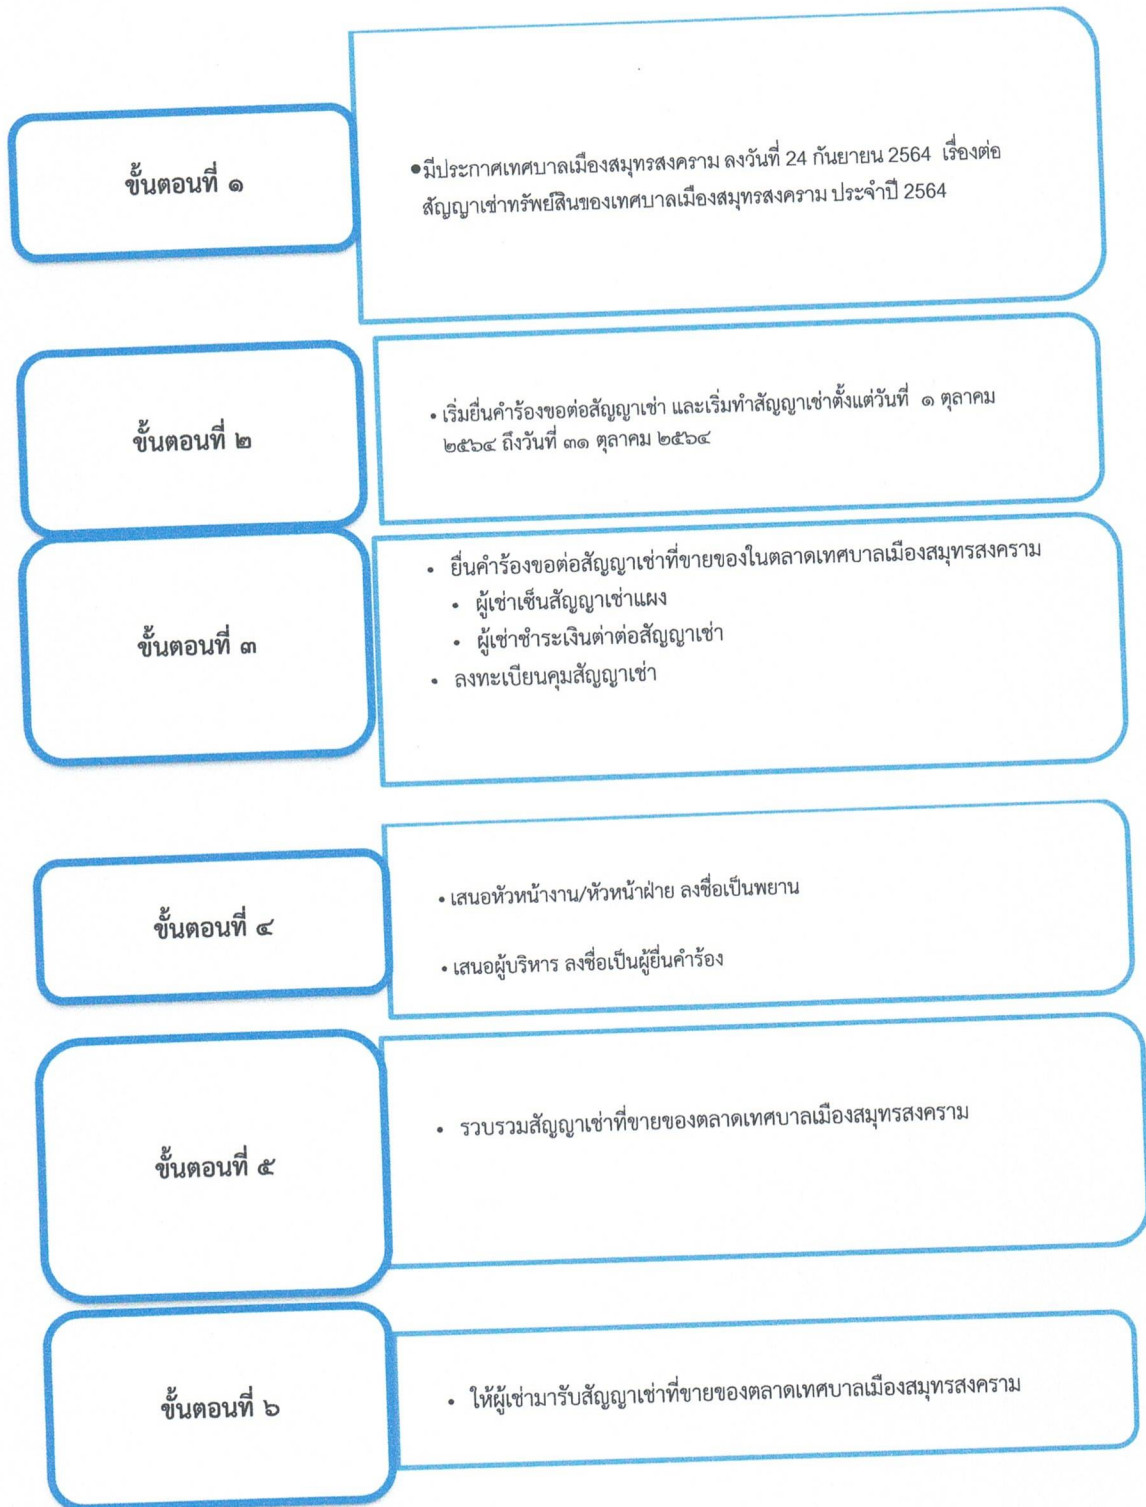 ขั้นตอนที่ ๑
•มีประกาศเทศบาลเมืองสมุทรสงคราม ลงวันที่ 24 กันยายน 2564 เรื่องต่อ
สัญญาเช่าทรัพย์สินของเทศบาลเมืองสมุทรสงคราม ประจำปี 2564
ขั้นตอนที่ ๒
• เริ่มยื่นคำร้องขอต่อสัญญาเช่า และเริ่มทำสัญญาเช่าตั้งแต่วันที่ ๑ ตุลาคม
๒๕๖๔ ถึงวันที่ ๓๑ ตุลาคม ๒๕๖๔
ขั้นตอนที่ ๓
• ยื่นคำร้องขอต่อสัญญาเช่าที่ขายของในตลาดเทศบาลเมืองสมุทรสงคราม
• ผู้เช่าเซ็นสัญญาเช่าแผง
• ผู้เช่าชำระเงินต่าต่อสัญญาเช่า
• ลงทะเบียนคุมสัญญาเช่า
ขั้นตอนที่ ๔
• เสนอหัวหน้างาน/หัวหน้าฝ่าย ลงชื่อเป็นพยาน
• เสนอผู้บริหาร ลงชื่อเป็นผู้ยื่นคำร้อง
ขั้นตอนที่ ๕
• รวบรวมสัญญาเช่าที่ขายของตลาดเทศบาลเมืองสมุทรสงคราม
ขั้นตอนที่ ๖
• ให้ผู้เช่ามารับสัญญาเช่าที่ขายของตลาดเทศบาลเมืองสมุทรสงคราม